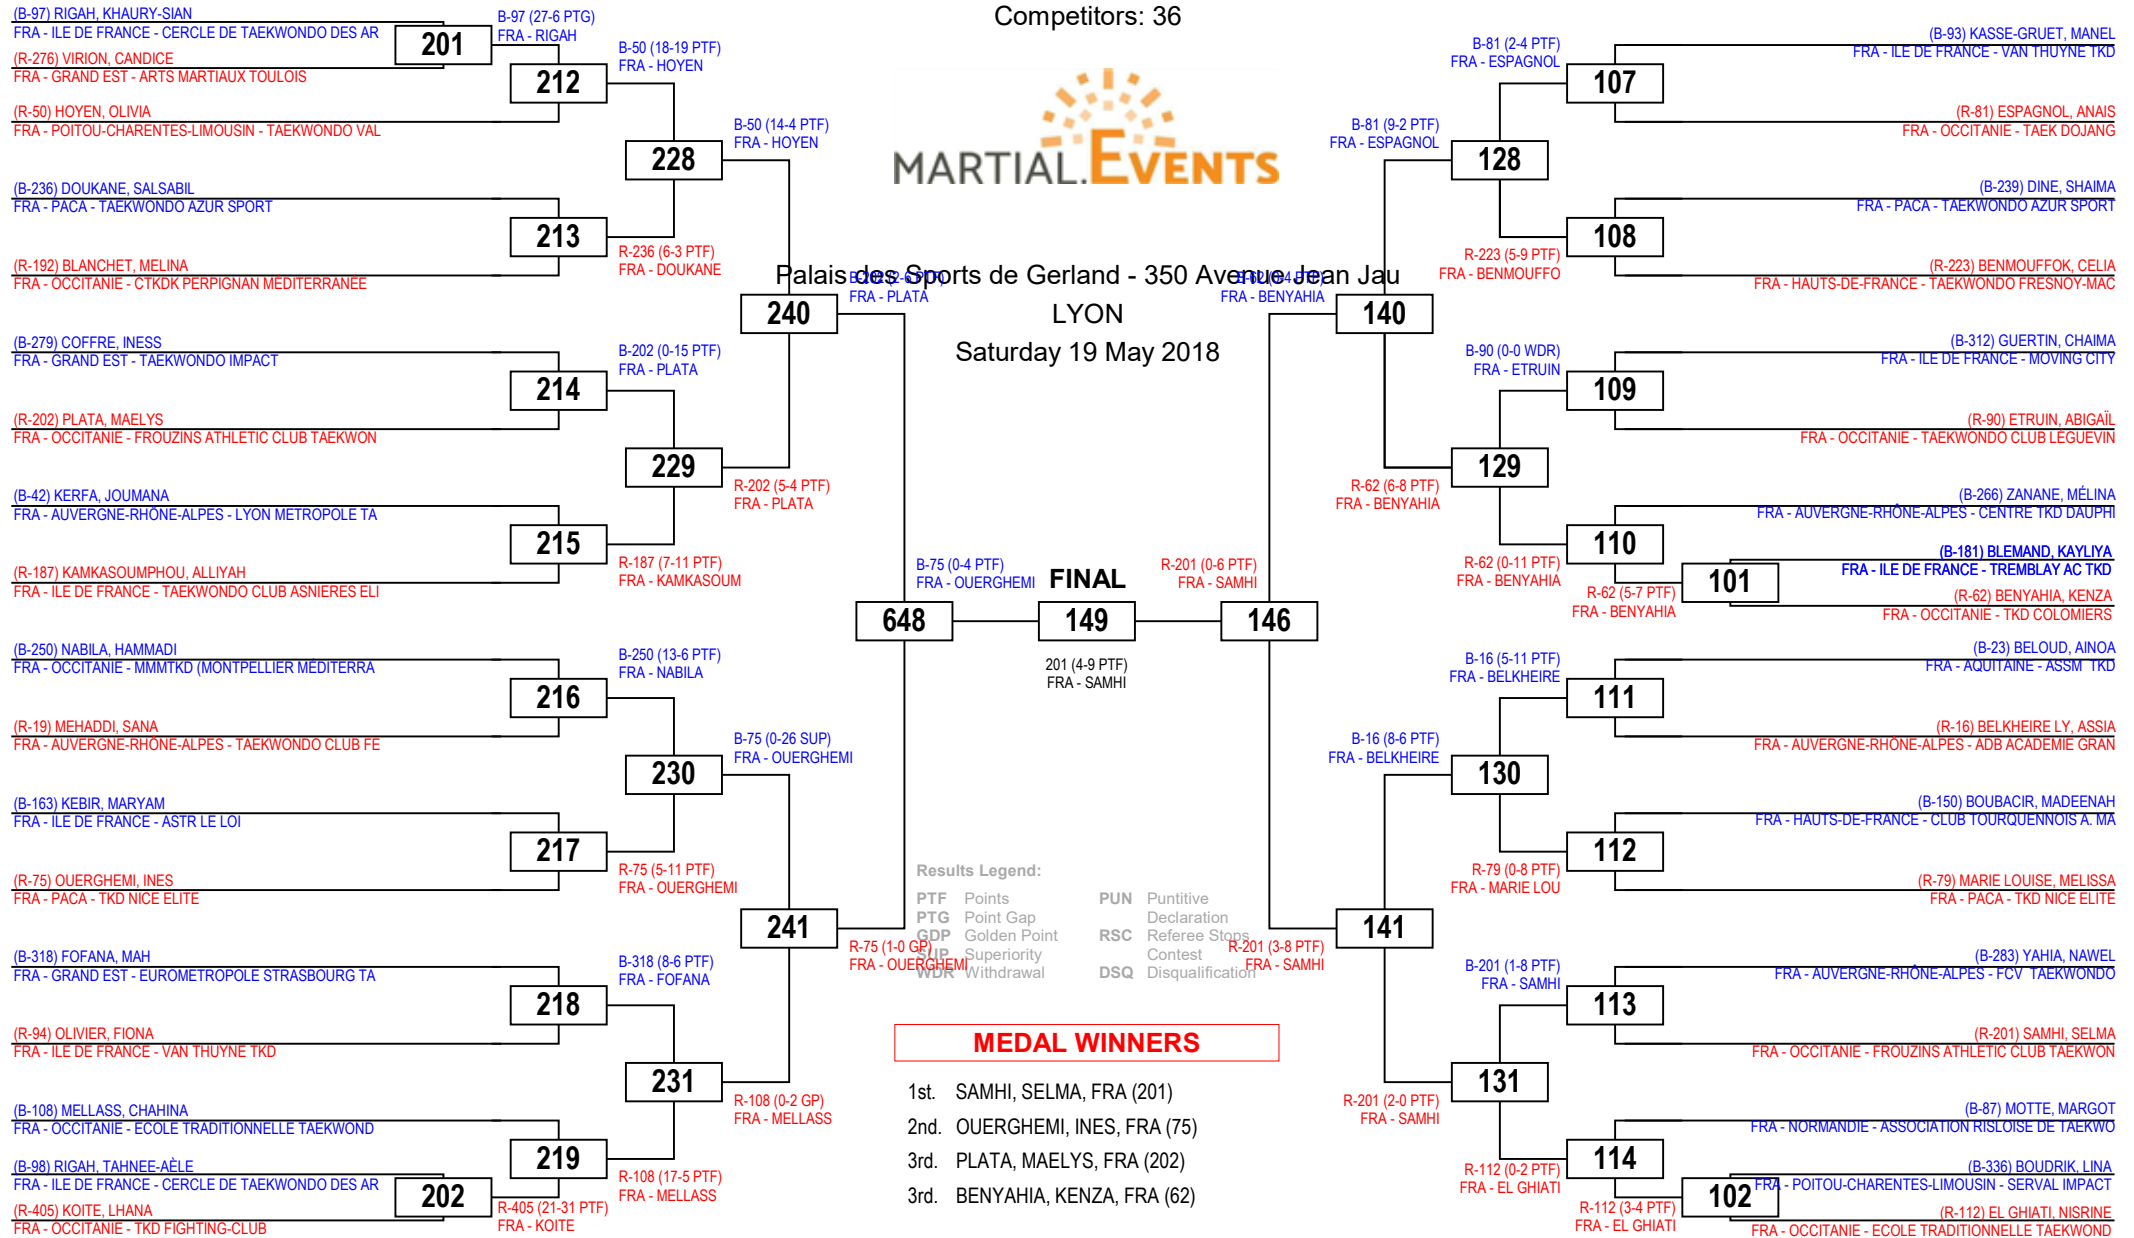 Competitors: 36
MARTIAL.EVENTS
Palais des Sports de Gerland - 350 Avenue Jean Jau
LYON
Saturday 19 May 2018
(B-97) RIGAH, KHAURY-SIAN
FRA - ILE DE FRANCE - CERCLE DE TAEKWONDO DES AR
201
(R-276) VIRION, CANDICE
FRA - GRAND EST - ARTS MARTIAUX TOULOIS
B-97 (27-6 PTG)
FRA - RIGAH
212
(R-50) HOYEN, OLIVIA
FRA - POITOU-CHARENTES-LIMOUSIN - TAEKWONDO VAL
B-50 (18-19 PTF)
FRA - HOYEN
228
(B-236) DOUKANE, SALSABIL
FRA - PACA - TAEKWONDO AZUR SPORT
213
(R-192) BLANCHET, MELINA
FRA - OCCITANIE - CTKDK PERPIGNAN MÉDITERRANÉE
R-236 (6-3 PTF)
FRA - DOUKANE
B-50 (14-4 PTF)
FRA - HOYEN
240
(B-279) COFFRE, INESS
FRA - GRAND EST - TAEKWONDO IMPACT
214
(R-202) PLATA, MAELYS
FRA - OCCITANIE - FROUZINS ATHLETIC CLUB TAEKWON
B-202 (0-15 PTF)
FRA - PLATA
229
(B-42) KERFA, JOUMANA
FRA - AUVERGNE-RHÔNE-ALPES - LYON METROPOLE TA
215
(R-187) KAMKASOUMPHOU, ALLIYAH
FRA - ILE DE FRANCE - TAEKWONDO CLUB ASNIERES ELI
R-187 (7-11 PTF)
FRA - KAMKASOUM
R-202 (5-4 PTF)
FRA - PLATA
B-202 (2-6 PTF)
FRA - PLATA
648
(B-250) NABILA, HAMMADI
FRA - OCCITANIE - MMMTKD (MONTPELLIER MÉDITERRA
216
(R-19) MEHADDI, SANA
FRA - AUVERGNE-RHÔNE-ALPES - TAEKWONDO CLUB FE
B-250 (13-6 PTF)
FRA - NABILA
230
(B-163) KEBIR, MARYAM
FRA - ILE DE FRANCE - ASTR LE LOI
217
(R-75) OUERGHEMI, INES
FRA - PACA - TKD NICE ELITE
R-75 (5-11 PTF)
FRA - OUERGHEMI
B-75 (0-26 SUP)
FRA - OUERGHEMI
241
(B-318) FOFANA, MAH
FRA - GRAND EST - EUROMETROPOLE STRASBOURG TA
218
(R-94) OLIVIER, FIONA
FRA - ILE DE FRANCE - VAN THUYNE TKD
B-318 (8-6 PTF)
FRA - FOFANA
231
(B-108) MELLASS, CHAHINA
FRA - OCCITANIE - ECOLE TRADITIONNELLE TAEKWOND
219
(B-98) RIGAH, TAHNEE-AÈLE
FRA - ILE DE FRANCE - CERCLE DE TAEKWONDO DES AR
202
(R-405) KOITE, LHANA
FRA - OCCITANIE - TKD FIGHTING-CLUB
R-405 (21-31 PTF)
FRA - KOITE
R-108 (17-5 PTF)
FRA - MELLASS
R-108 (0-2 GP)
FRA - MELLASS
R-75 (1-0 GP)
FRA - OUERGHEMI
B-75 (0-4 PTF)
FRA - OUERGHEMI
FINAL
149
201 (4-9 PTF)
FRA - SAMHI
R-201 (0-6 PTF)
FRA - SAMHI
146
B-62 (6-4 PTF)
FRA - BENYAHIA
140
B-81 (9-2 PTF)
FRA - ESPAGNOL
128
B-81 (2-4 PTF)
FRA - ESPAGNOL
107
(B-93) KASSE-GRUET, MANEL
FRA - ILE DE FRANCE - VAN THUYNE TKD
(R-81) ESPAGNOL, ANAIS
FRA - OCCITANIE - TAEK DOJANG
(B-239) DINE, SHAIMA
FRA - PACA - TAEKWONDO AZUR SPORT
108
R-223 (5-9 PTF)
FRA - BENMOUFFO
(R-223) BENMOUFFOK, CELIA
FRA - HAUTS-DE-FRANCE - TAEKWONDO FRESNOY-MAC
(B-312) GUERTIN, CHAIMA
FRA - ILE DE FRANCE - MOVING CITY
B-90 (0-0 WDR)
FRA - ETRUIN
109
(R-90) ETRUIN, ABIGAÏL
FRA - OCCITANIE - TAEKWONDO CLUB LÉGUEVIN
129
R-62 (6-8 PTF)
FRA - BENYAHIA
(B-266) ZANANE, MÉLINA
FRA - AUVERGNE-RHÔNE-ALPES - CENTRE TKD DAUPHI
110
R-62 (0-11 PTF)
FRA - BENYAHIA
(B-181) BLEMAND, KAYLIYA
FRA - ILE DE FRANCE - TREMBLAY AC TKD
101
R-62 (5-7 PTF)
FRA - BENYAHIA
(R-62) BENYAHIA, KENZA
FRA - OCCITANIE - TKD COLOMIERS
(B-23) BELOUD, AINOA
FRA - AQUITAINE - ASSM TKD
B-16 (5-11 PTF)
FRA - BELKHEIRE
111
(R-16) BELKHEIRE LY, ASSIA
FRA - AUVERGNE-RHÔNE-ALPES - ADB ACADEMIE GRAN
B-16 (8-6 PTF)
FRA - BELKHEIRE
130
(B-150) BOUBACIR, MADEENAH
FRA - HAUTS-DE-FRANCE - CLUB TOURQUENNOIS A. MA
112
R-79 (0-8 PTF)
FRA - MARIE LOU
(R-79) MARIE LOUISE, MELISSA
FRA - PACA - TKD NICE ELITE
141
R-201 (3-8 PTF)
FRA - SAMHI
(B-283) YAHIA, NAWEL
FRA - AUVERGNE-RHÔNE-ALPES - FCV TAEKWONDO
B-201 (1-8 PTF)
FRA - SAMHI
113
(R-201) SAMHI, SELMA
FRA - OCCITANIE - FROUZINS ATHLETIC CLUB TAEKWON
131
R-201 (2-0 PTF)
FRA - SAMHI
(B-87) MOTTE, MARGOT
FRA - NORMANDIE - ASSOCIATION RISLOISE DE TAEKWO
114
R-112 (0-2 PTF)
FRA - EL GHIATI
(B-336) BOUDRIK, LINA
FRA - POITOU-CHARENTES-LIMOUSIN - SERVAL IMPACT
102
R-112 (3-4 PTF)
FRA - EL GHIATI
(R-112) EL GHIATI, NISRINE
FRA - OCCITANIE - ECOLE TRADITIONNELLE TAEKWOND
Results Legend:
PTF Points
PTG Point Gap
GDP Golden Point
SUP Superiority
WDR Withdrawal
PUN Puntitive
Declaration
RSC Referee Stops
Contest
DSQ Disqualification
MEDAL WINNERS
1st. SAMHI, SELMA, FRA (201)
2nd. OUERGHEMI, INES, FRA (75)
3rd. PLATA, MAELYS, FRA (202)
3rd. BENYAHIA, KENZA, FRA (62)